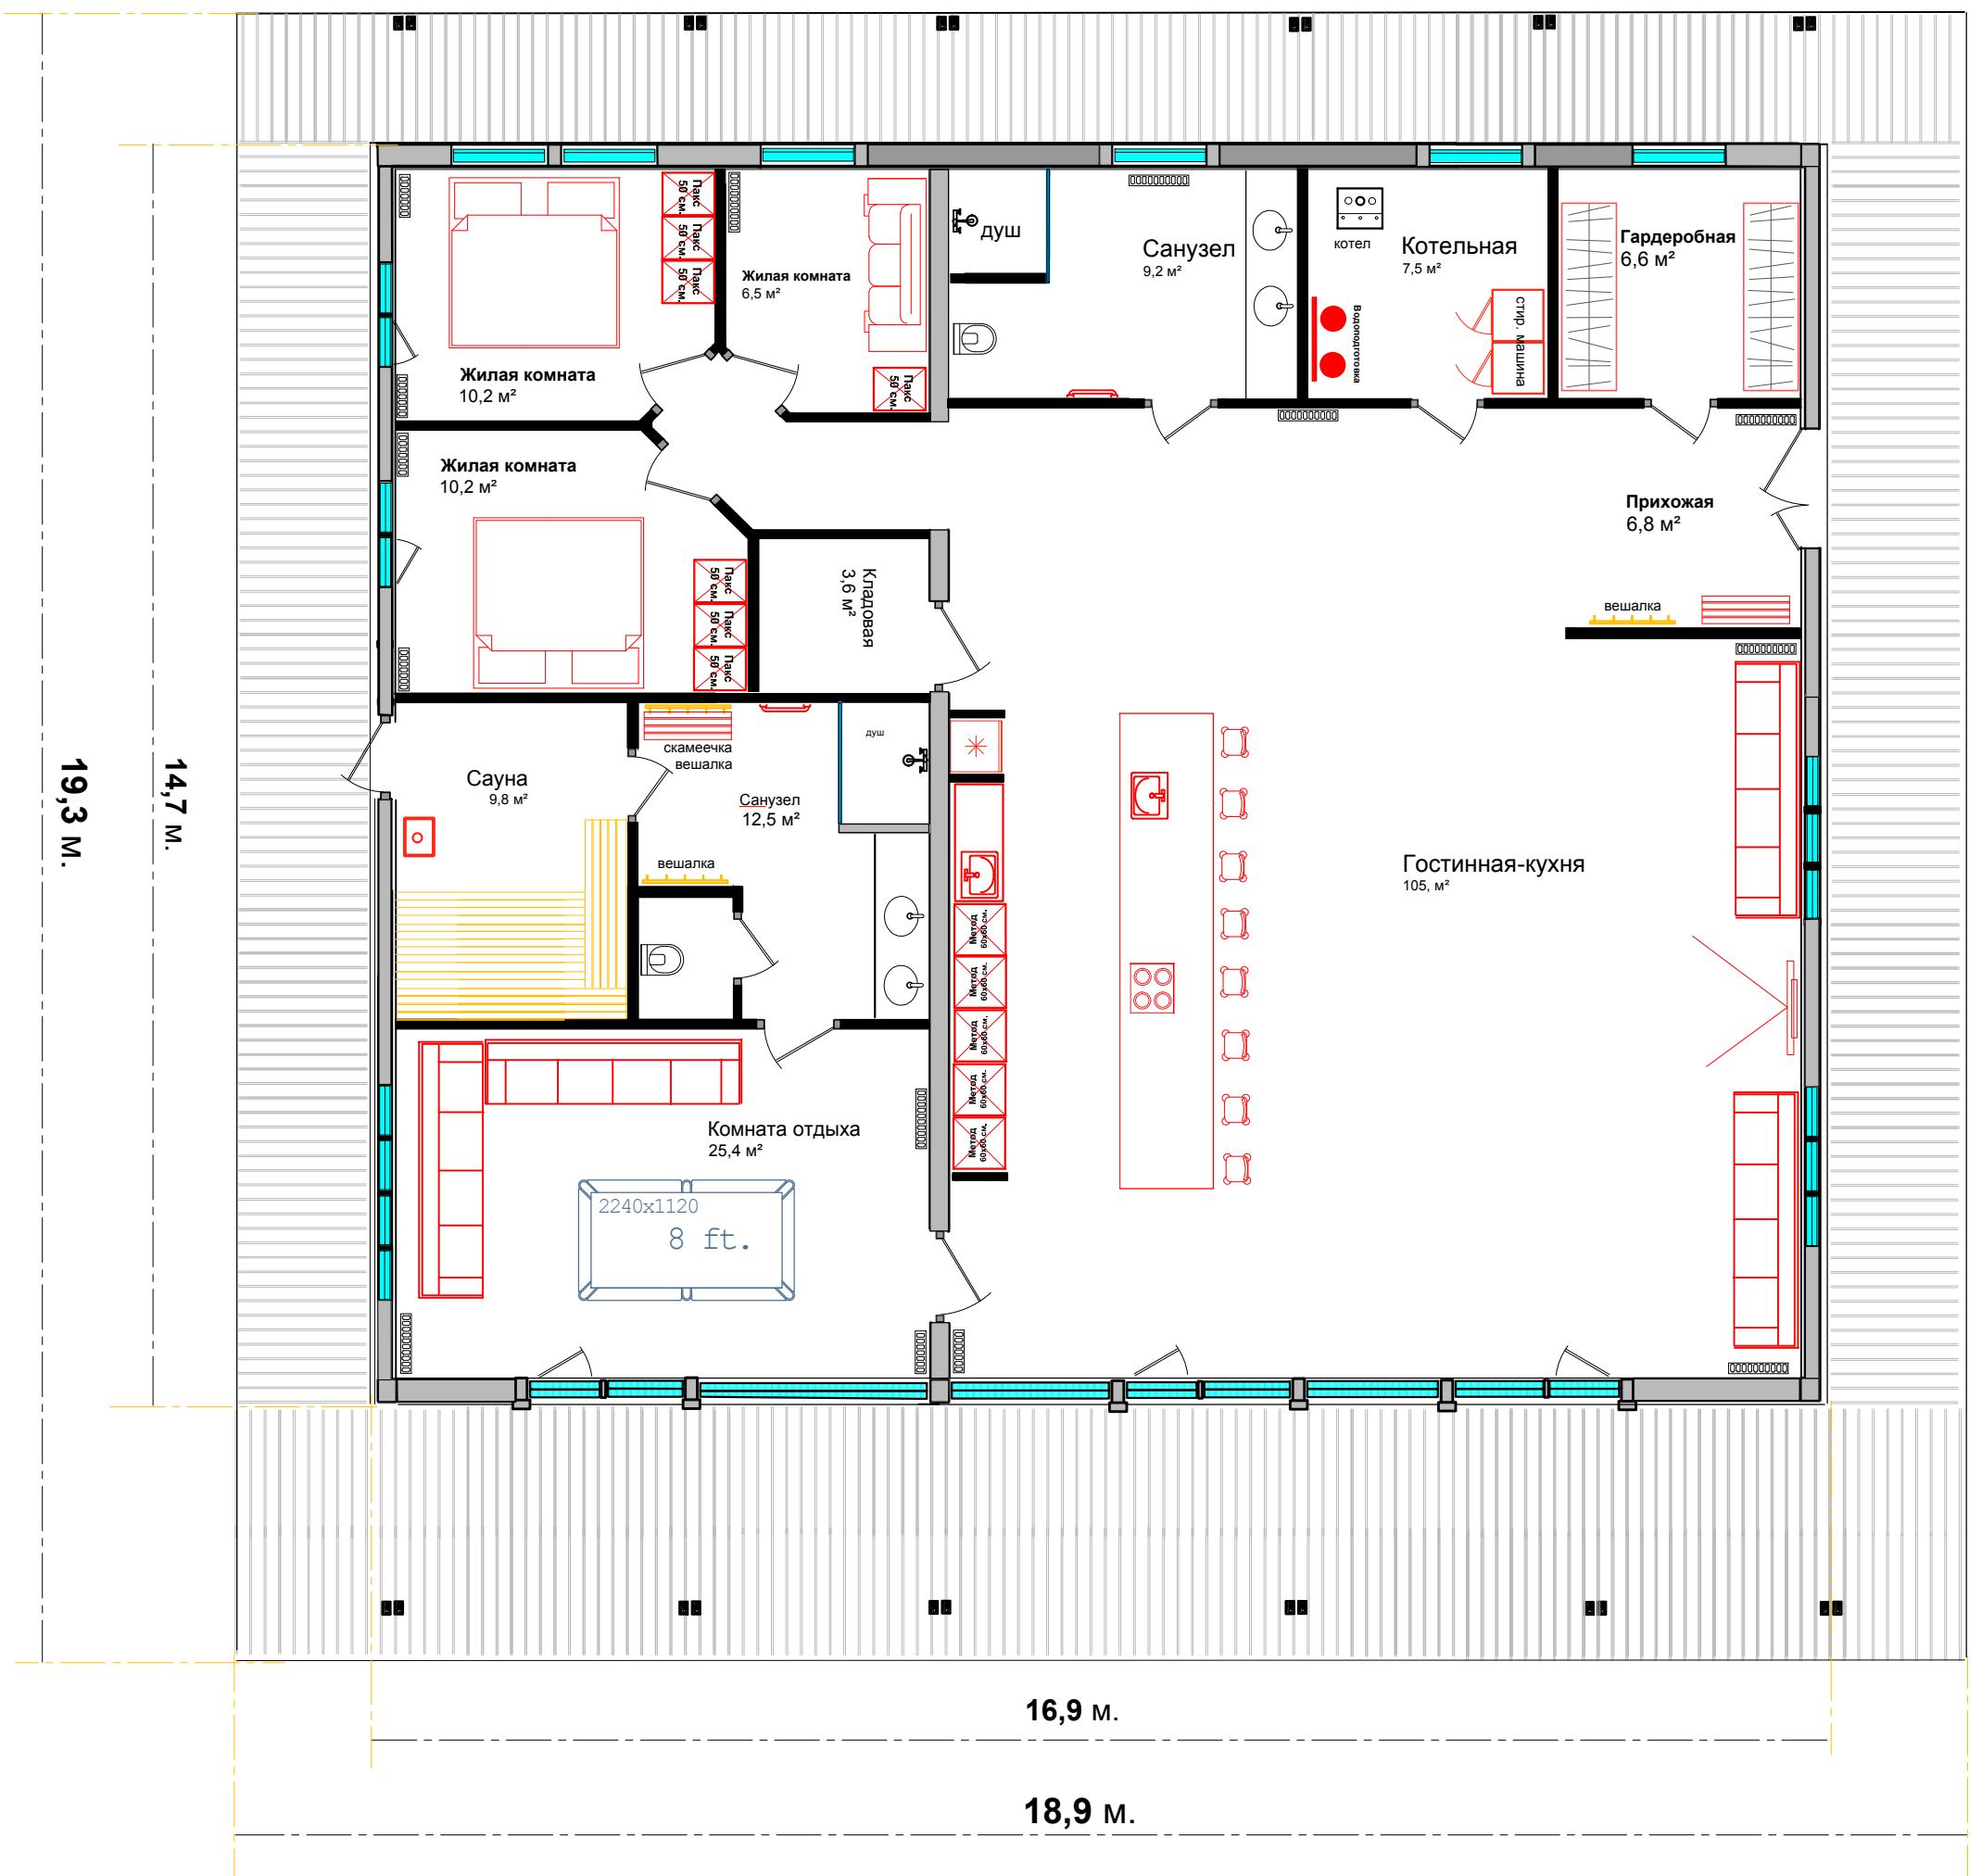 Пакс
50 см.
Пакс
50 см.
Пакс
50 см.
Жилая комната
10,2 м²
Жилая комната
6,5 м²
Пакс
50 см.
душ
Санузел
9,2 м²
котел
Котельная
7,5 м²
Водоподготовка
стир. машина
Гардеробная
6,6 м²
Жилая комната
10,2 м²
Пакс
50 см.
Пакс
50 см.
Пакс
50 см.
Кладовая
3,6 м²
Прихожая
6,8 м²
вешалка
Сауна
9,8 м²
скамеечка
вешалка
душ
Санузел
12,5 м²
вешалка
Метод
60х60.см.
Метод
60х60.см.
Метод
60х60.см.
Метод
60х60.см.
Метод
60х60.см.
Гостинная-кухня
105, м²
Комната отдыха
25,4 м²
2240x1120
8 ft.
19,3 м.
14,7 м.
16,9 м.
18,9 м.